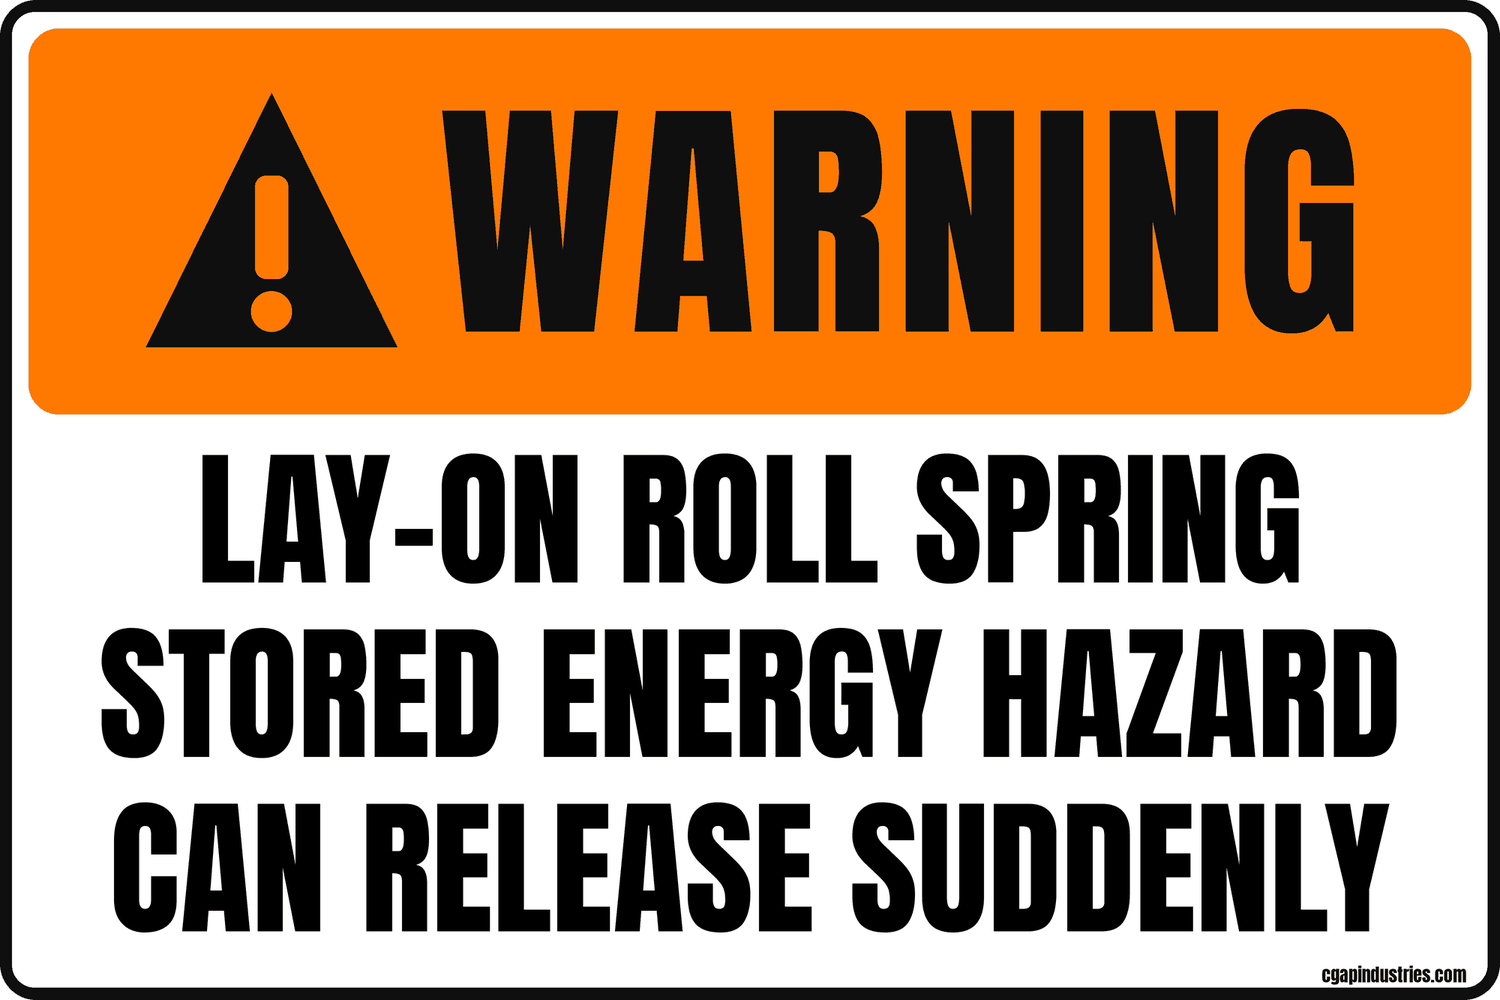 WARNING
LAY-ON ROLL SPRING
STORED ENERGY HAZARD
CAN RELEASE SUDDENLY
cgapindustries.com